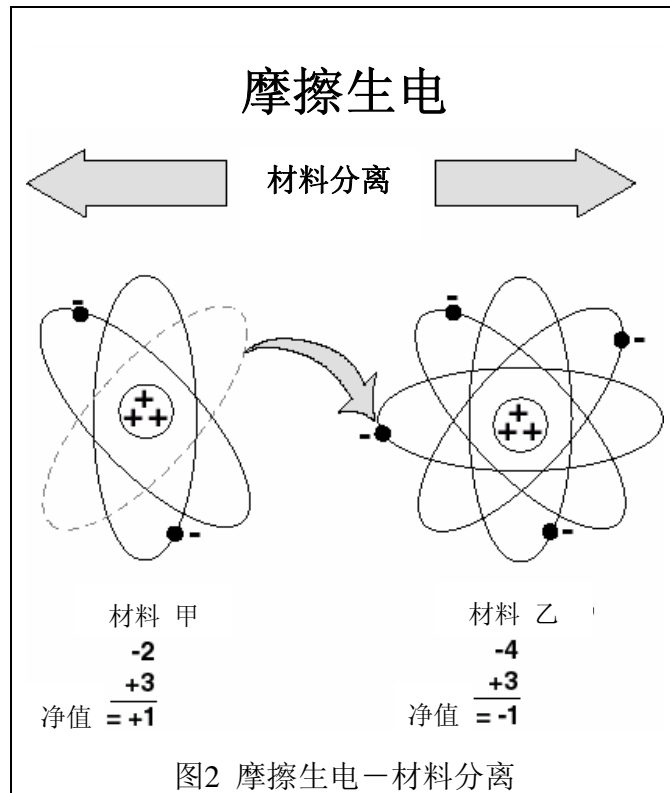 摩擦生电
材料分离
-
+
+ +
-
-
-
-
+
+ +
-
材料 甲
-2
+3
净值 = +1
材料 乙
-4
+3
净值 = -1
图2 摩擦生电－材料分离